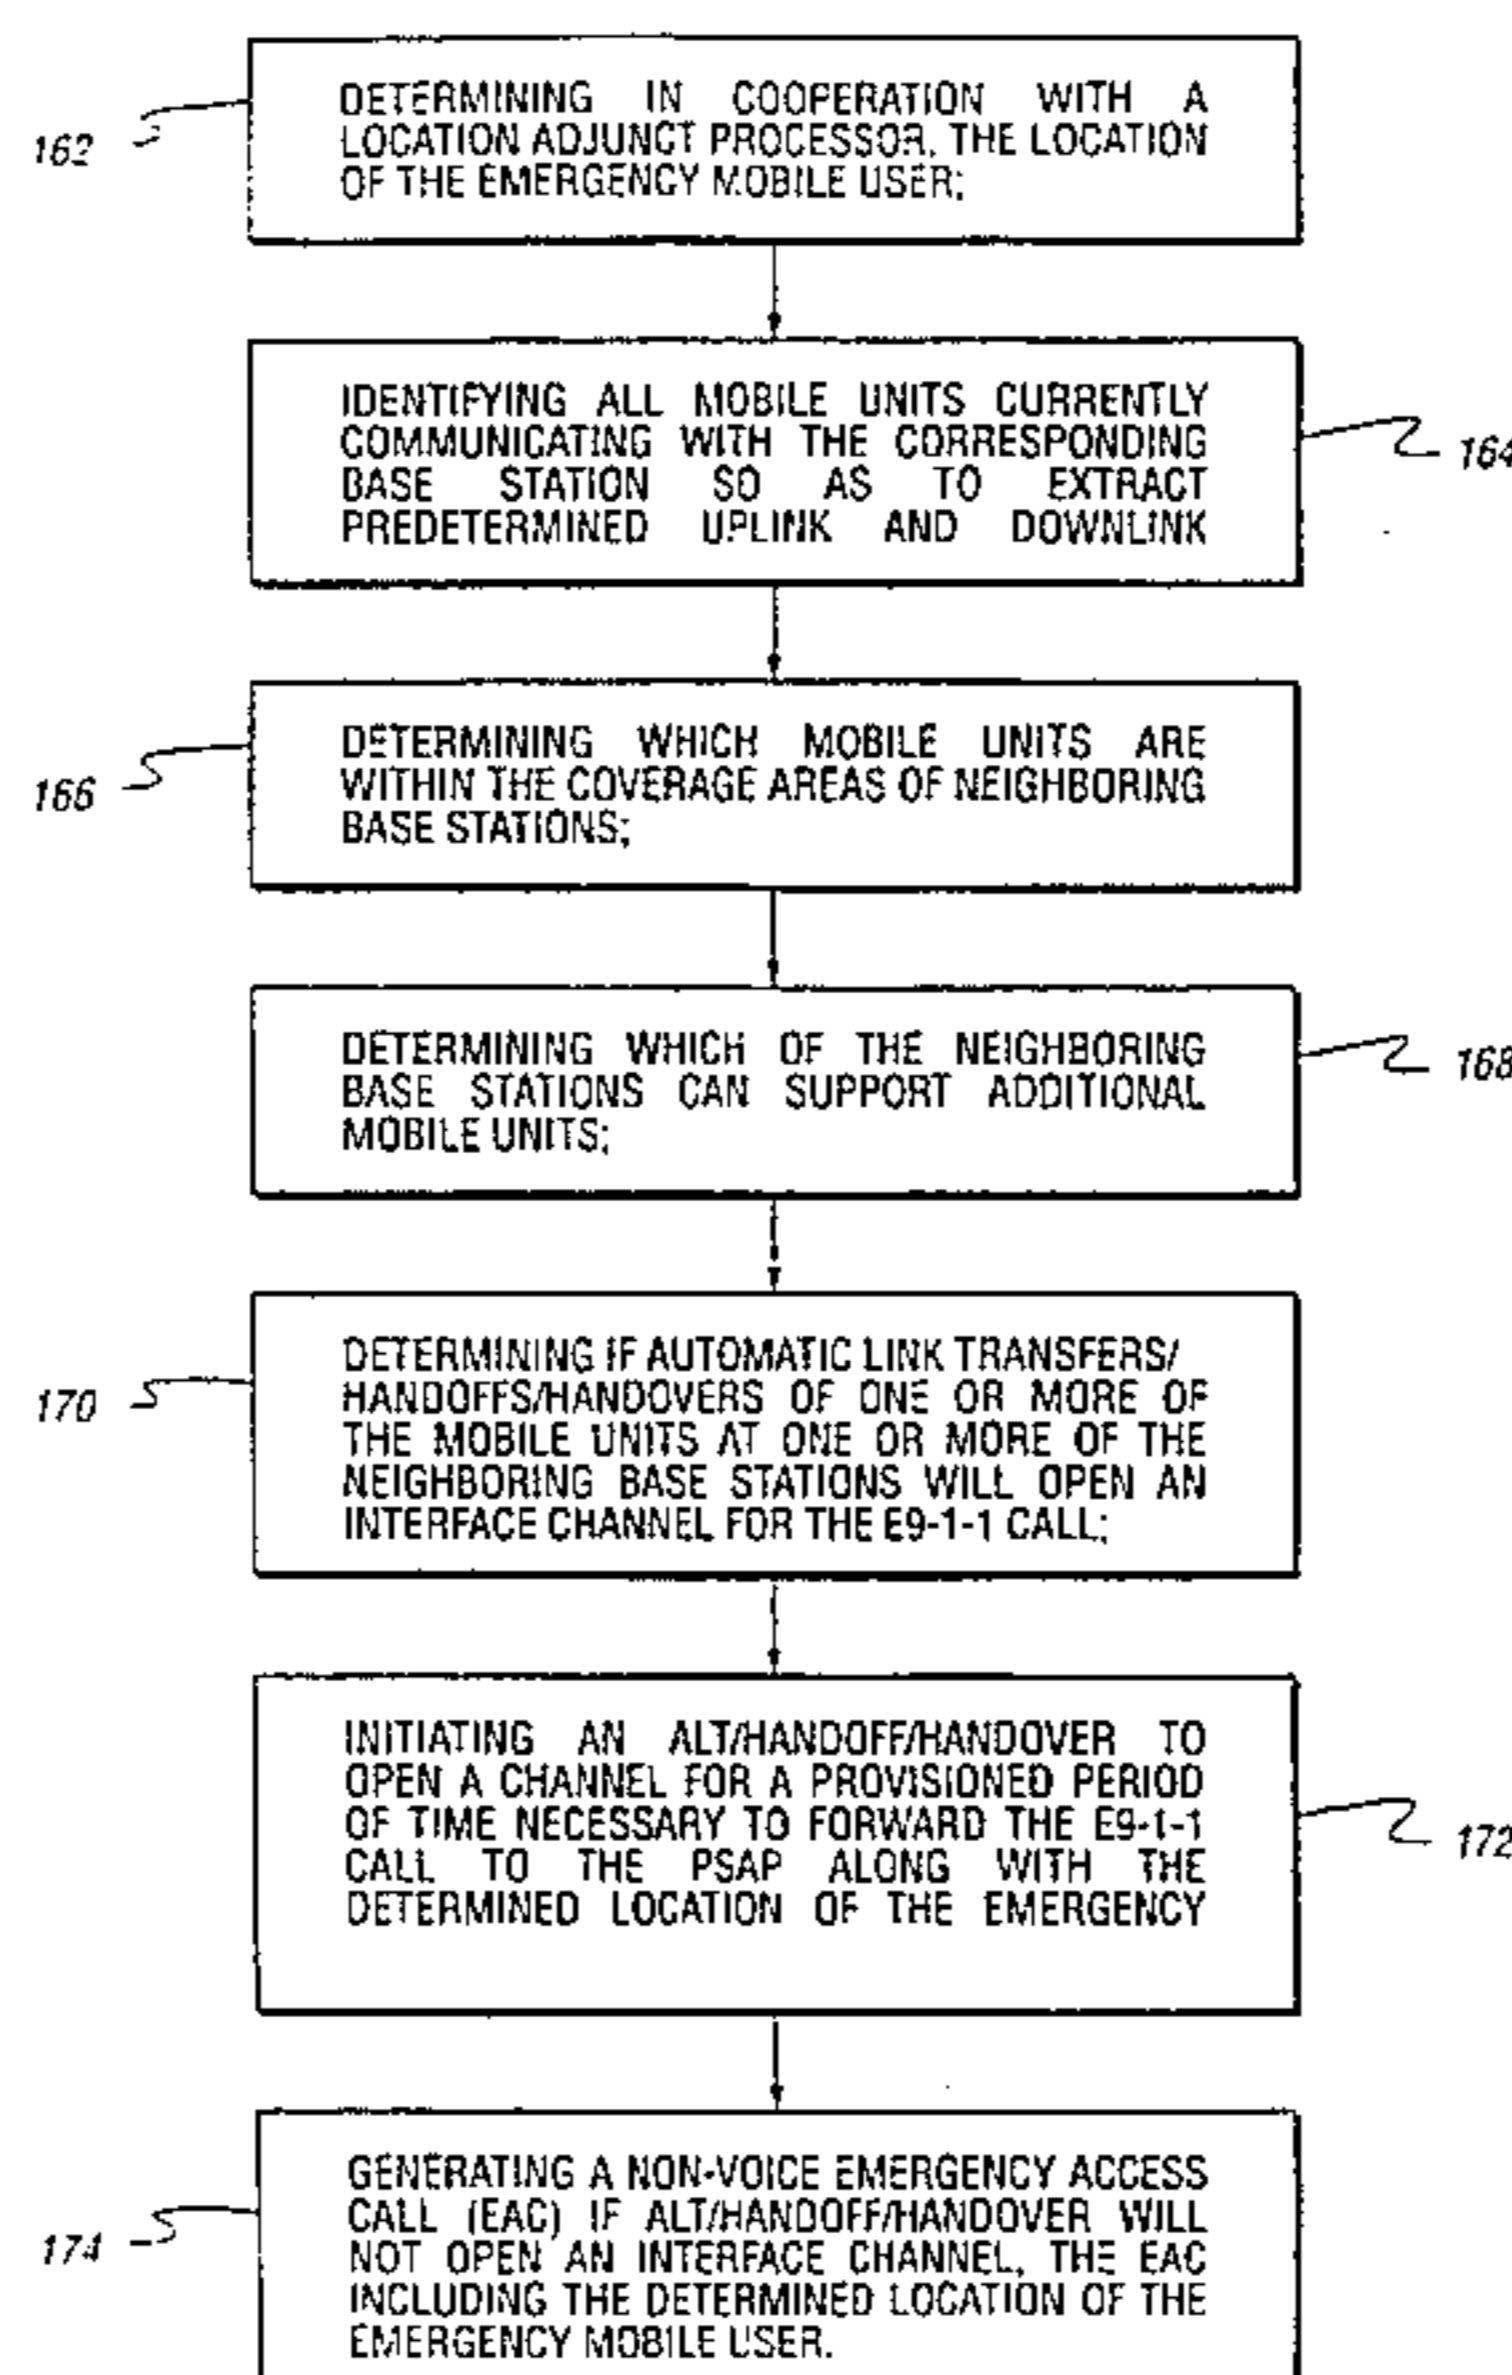 162
DETERMINING IN COOPERATION WITH A
LOCATION ADJUNCT PROCESSOR, THE LOCATION
OF THE EMERGENCY MOBILE USER;
IDENTIFYING ALL MOBILE UNITS CURRENTLY
COMMUNICATING WITH THE CORRESPONDING
BASE STATION SO AS TO EXTRACT
PREDETERMINED UPLINK AND DOWNLINK
164
166
DETERMINING WHICH MOBILE UNITS ARE
WITHIN THE COVERAGE AREAS OF NEIGHBORING
BASE STATIONS;
DETERMINING WHICH OF THE NEIGHBORING
BASE STATIONS CAN SUPPORT ADDITIONAL
MOBILE UNITS;
168
170
DETERMINING IF AUTOMATIC LINK TRANSFERS/
HANDOFFS/HANDOVERS OF ONE OR MORE OF
THE MOBILE UNITS AT ONE OR MORE OF THE
NEIGHBORING BASE STATIONS WILL OPEN AN
INTERFACE CHANNEL FOR THE E9-1-1 CALL;
INITIATING AN ALT/HANDOFF/HANDOVER TO
OPEN A CHANNEL FOR A PROVISIONED PERIOD
OF TIME NECESSARY TO FORWARD THE E9-1-1
CALL TO THE PSAP ALONG WITH THE
DETERMINED LOCATION OF THE EMERGENCY
172
174
GENERATING A NON-VOICE EMERGENCY ACCESS
CALL (EAC) IF ALT/HANDOFF/HANDOVER WILL
NOT OPEN AN INTERFACE CHANNEL, THE EAC
INCLUDING THE DETERMINED LOCATION OF THE
EMERGENCY MOBILE USER.